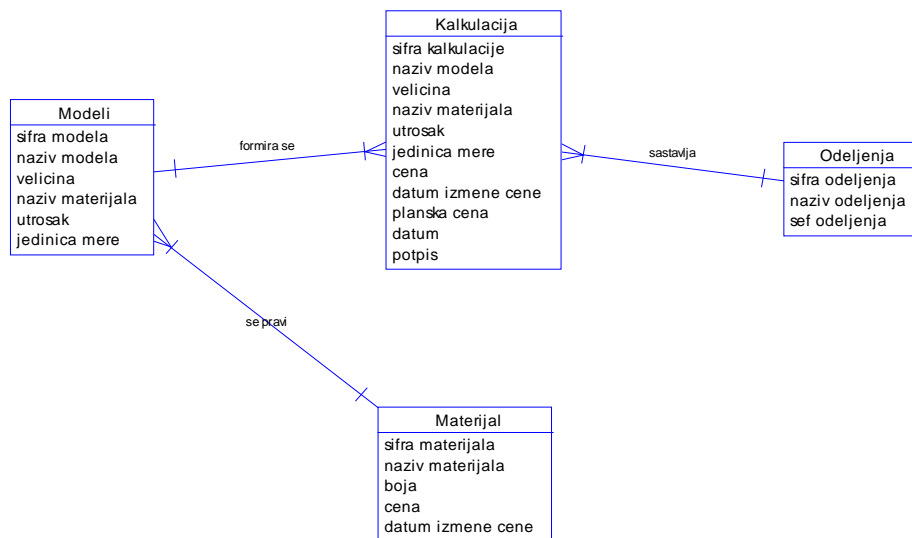 Kalkulacija
sifra kalkulacije
naziv modela
velicina
naziv materijala
utrosak
jedinica mere
cena
datum izmene cene
planska cena
datum
potpis
Modeli
sifra modela
naziv modela
velicina
naziv materijala
utrosak
jedinica mere
formira se
sastavlja
Odeljenja
sifra odeljenja
naziv odeljenja
sef odeljenja
se pravi
Materijal
sifra materijala
naziv materijala
boja
cena
datum izmene cene